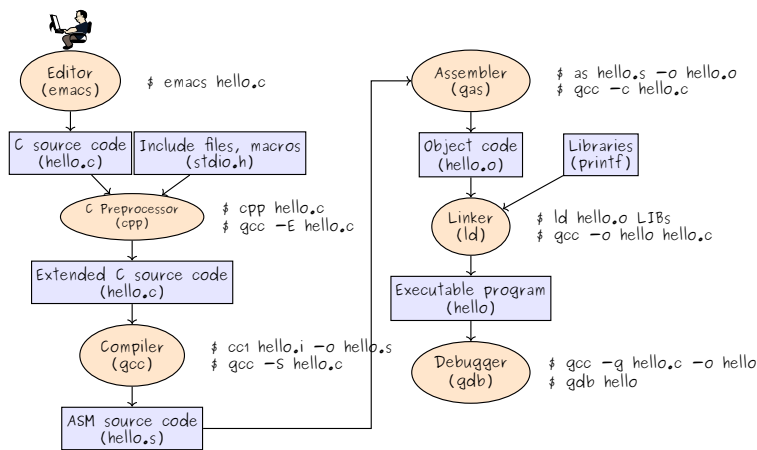 Editor
(emacs)
$ emacs hello.c
C source code
(hello.c)
Include files, macros
(stdio.h)
C Preprocessor
(cpp)
$ cpp hello.c
$ gcc -E hello.c
Extended C source code
(hello.c)
Compiler
(gcc)
$ cc1 hello.i -o hello.s
$ gcc -S hello.c
ASM source code
(hello.s)
Assembler
(gas)
$ as hello.s -o hello.o
$ gcc -c hello.c
Object code
(hello.o)
Libraries
(printf)
Linker
(ld)
$ ld hello.o LIBs
$ gcc -o hello hello.c
Executable program
(hello)
Debugger
(gdb)
$ gcc -g hello.c -o hello
$ gdb hello